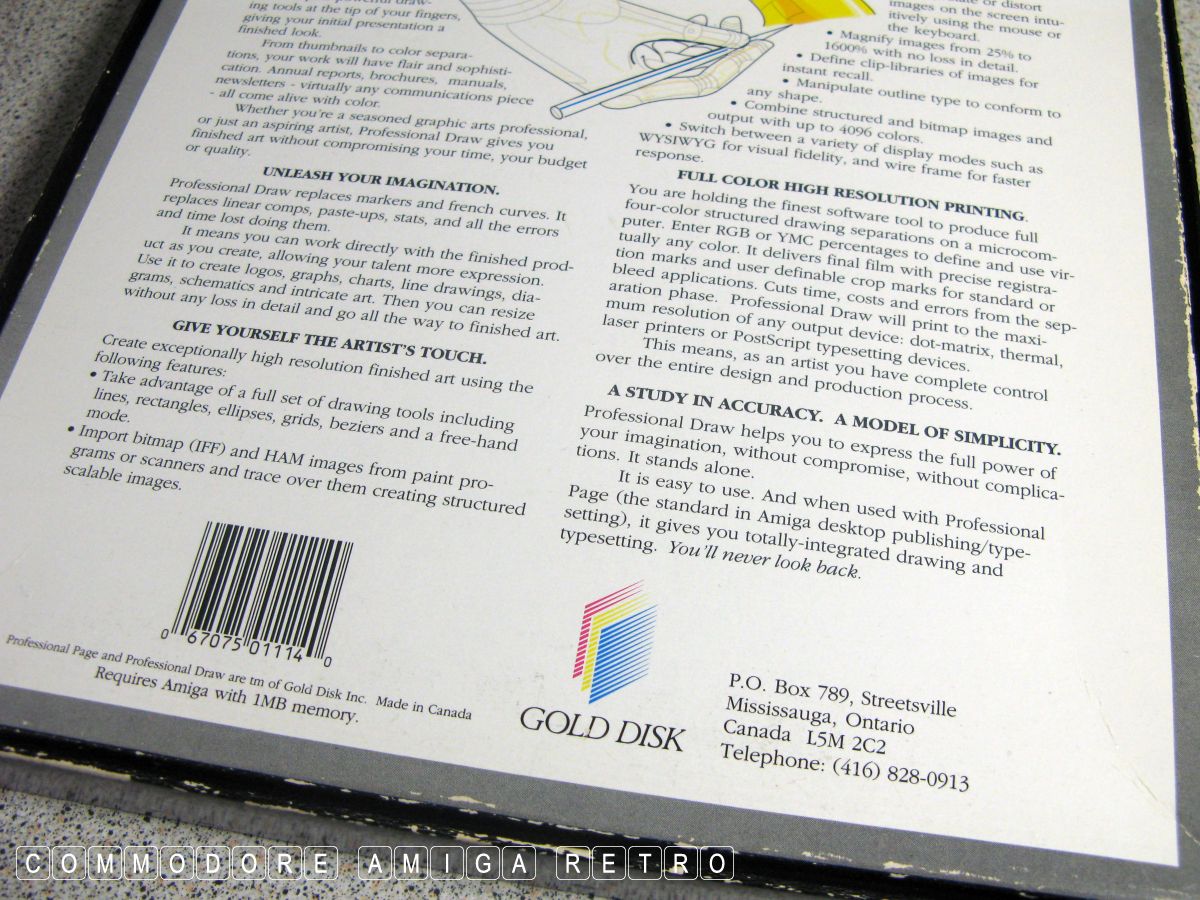 ing tools at the tip of your fingers,
giving your initial presentation a
finished look.
From thumbnails to color separa-
tions, your work will have flair and sophisti-
cation. Annual reports, brochures, manuals,
newsletters - virtually any communications piece
- all come alive with color.
Whether you're a seasoned graphic arts professional,
or just an aspiring artist, Professional Draw gives you
finished art without compromising your time, your budget
or quality.
UNLEASH YOUR IMAGINATION.
Professional Draw replaces markers and french curves. It
replaces linear comps, paste-ups, stats, and all the errors
and time lost doing them.
It means you can work directly with the finished prod-
uct as you create, allowing your talent more expression.
Use it to create logos, graphs, charts, line drawings, dia-
grams, schematics and intricate art. Then you can resize
without any loss in detail and go all the way to finished art.
GIVE YOURSELF THE ARTIST'S TOUCH.
Create exceptionally high resolution finished art using the
following features:
• Take advantage of a full set of drawing tools including
lines, rectangles, ellipses, grids, beziers and a free-hand
mode.
• Import bitmap (IFF) and HAM images from paint pro-
grams or scanners and trace over them creating structured
scalable images.
or distort
images on the screen intu-
itively using the mouse or
the keyboard.
• Magnify images from 25% to
1600% with no loss in detail.
• Define clip-libraries of images for
instant recall.
• Manipulate outline type to conform to
any shape.
• Combine structured and bitmap images and
output with up to 4096 colors.
• Switch between a variety of display modes such as
WYSIWYG for visual fidelity, and wire frame for faster
response.
FULL COLOR HIGH RESOLUTION PRINTING.
You are holding the finest software tool to produce full
four-color structured drawing separations on a microcom-
puter. Enter RGB or YMC percentages to define and use vir-
tually any color. It delivers final film with precise registra-
tion marks and user definable crop marks for standard or
bleed applications. Cuts time, costs and errors from the sep-
aration phase. Professional Draw will print to the maxi-
mum resolution of any output device: dot-matrix, thermal,
laser printers or PostScript typesetting devices.
This means, as an artist you have complete control
over the entire design and production process.
A STUDY IN ACCURACY. A MODEL OF SIMPLICITY.
Professional Draw helps you to express the full power of
your imagination, without compromise, without complica-
tions. It stands alone.
It is easy to use. And when used with Professional
Page (the standard in Amiga desktop publishing/type-
setting), it gives you totally-integrated drawing and
typesetting. You'll never look back.
0 67075 01114 0
Professional Page and Professional Draw are tm of Gold Disk Inc. Made in Canada
Requires Amiga with 1MB memory.
GOLD DISK
P.O. Box 789, Streetsville
Mississauga, Ontario
Canada L5M 2C2
Telephone: (416) 828-0913
COMMODORE AMIGA RETRO